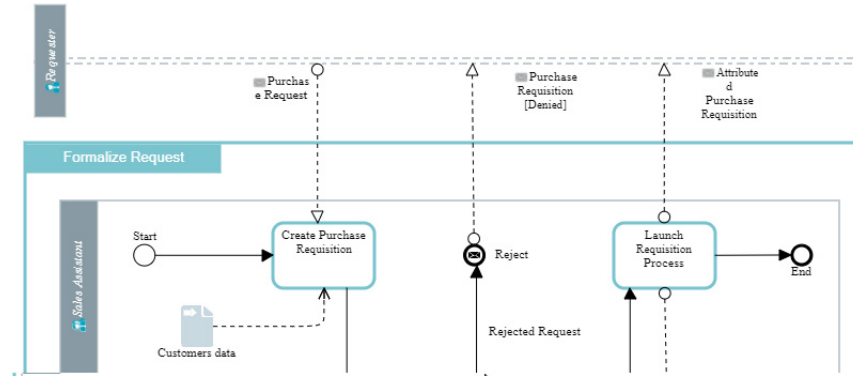 Requester
Purchas
e Request
Purchase
Requisition
[Denied]
Attribute
d
Purchase
Requisition
Formalize Request
Sales Assistant
Start
Create Purchase
Requisition
Reject
Launch
Requisition
Process
End
Customers data
Rejected Request